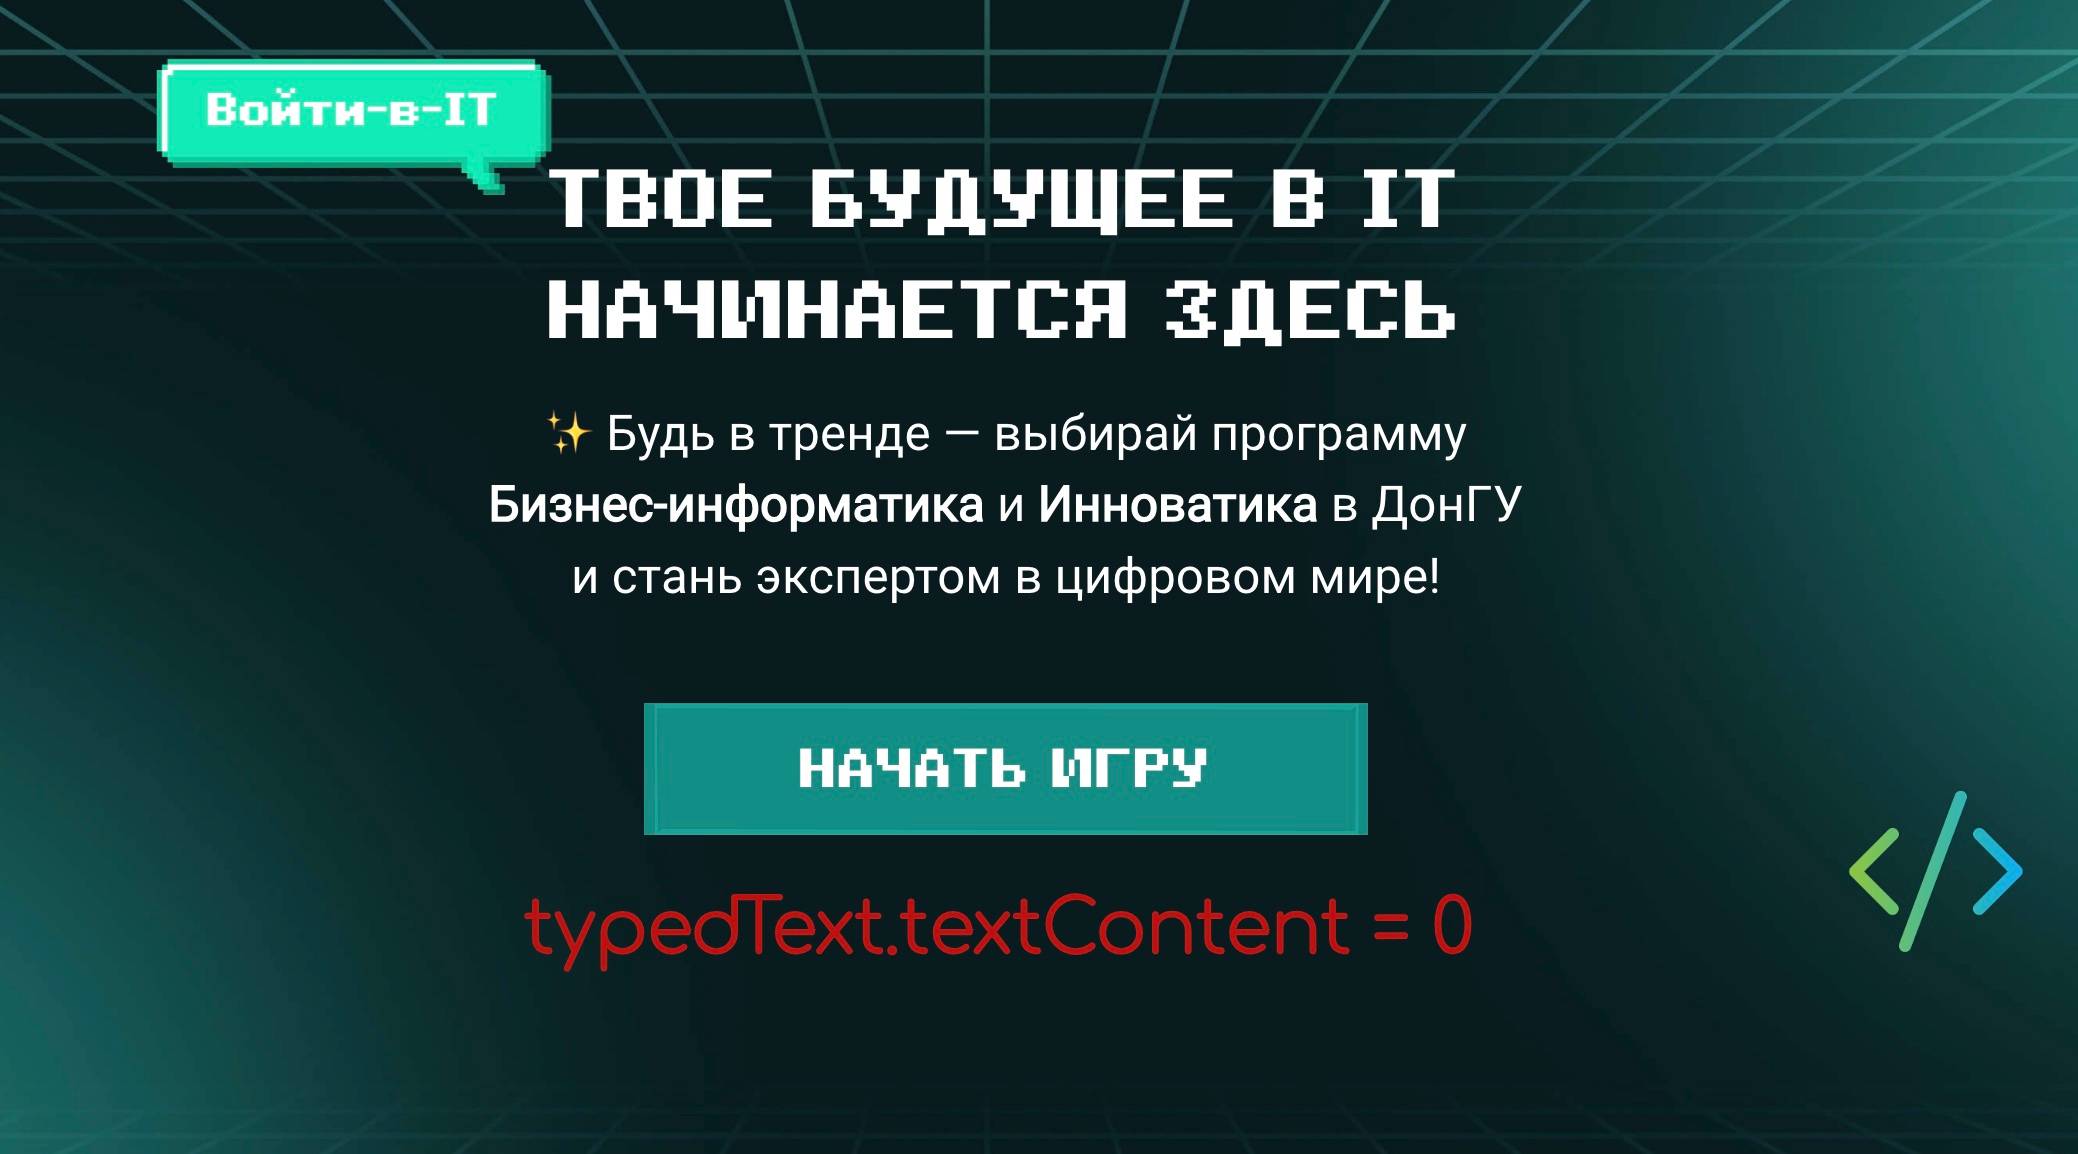 Войти-в-IT
ТВОЕ БУДУЩЕЕ В IT
НАЧИНАЕТСЯ ЗДЕСЬ
✨ Будь в тренде — выбирай программу
Бизнес-информатика и Инноватика в ДонГУ
и стань экспертом в цифровом мире!
НАЧАТЬ ИГРУ
typedText.textContent = 0
</>